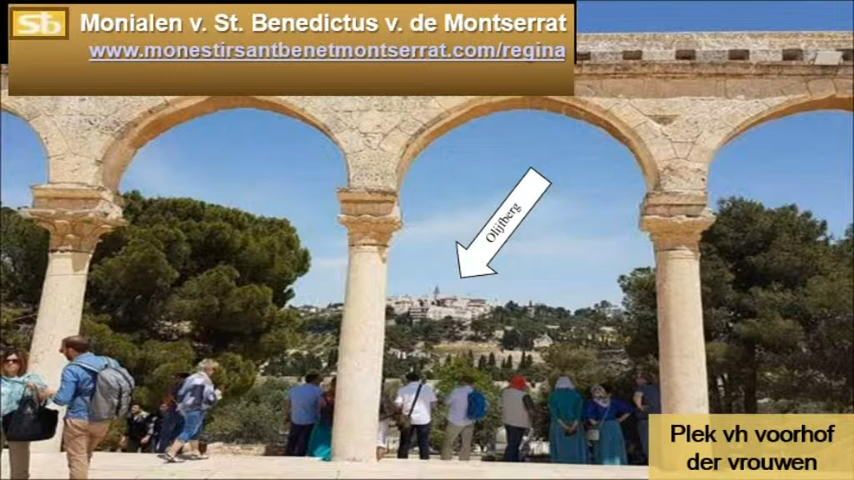 Sb Monialen v. St. Benedictus v. de Montserrat
www.monestirsantbenetmontserrat.com/regina
Olijfberg
Plek vh voorhof
der vrouwen